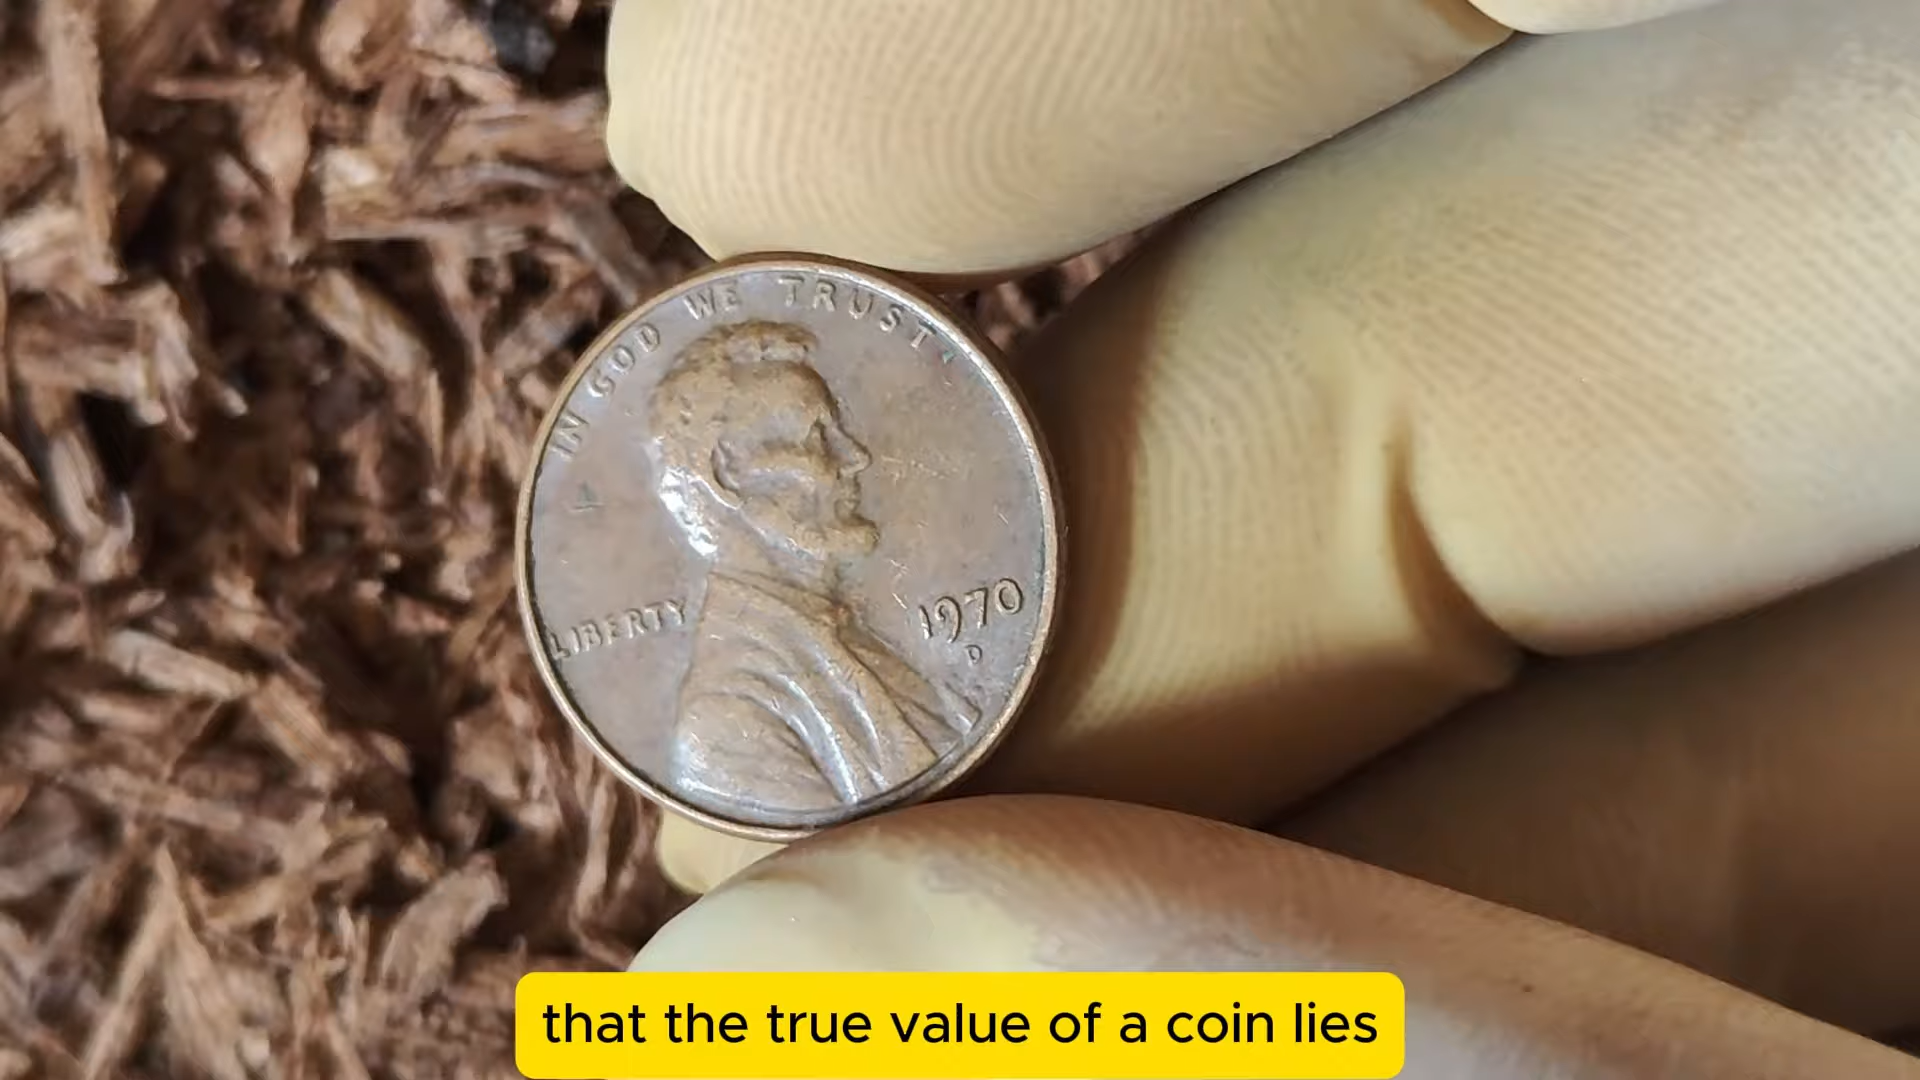 IN GOD WE TRUST
LIBERTY
1970
D
that the true value of a coin lies